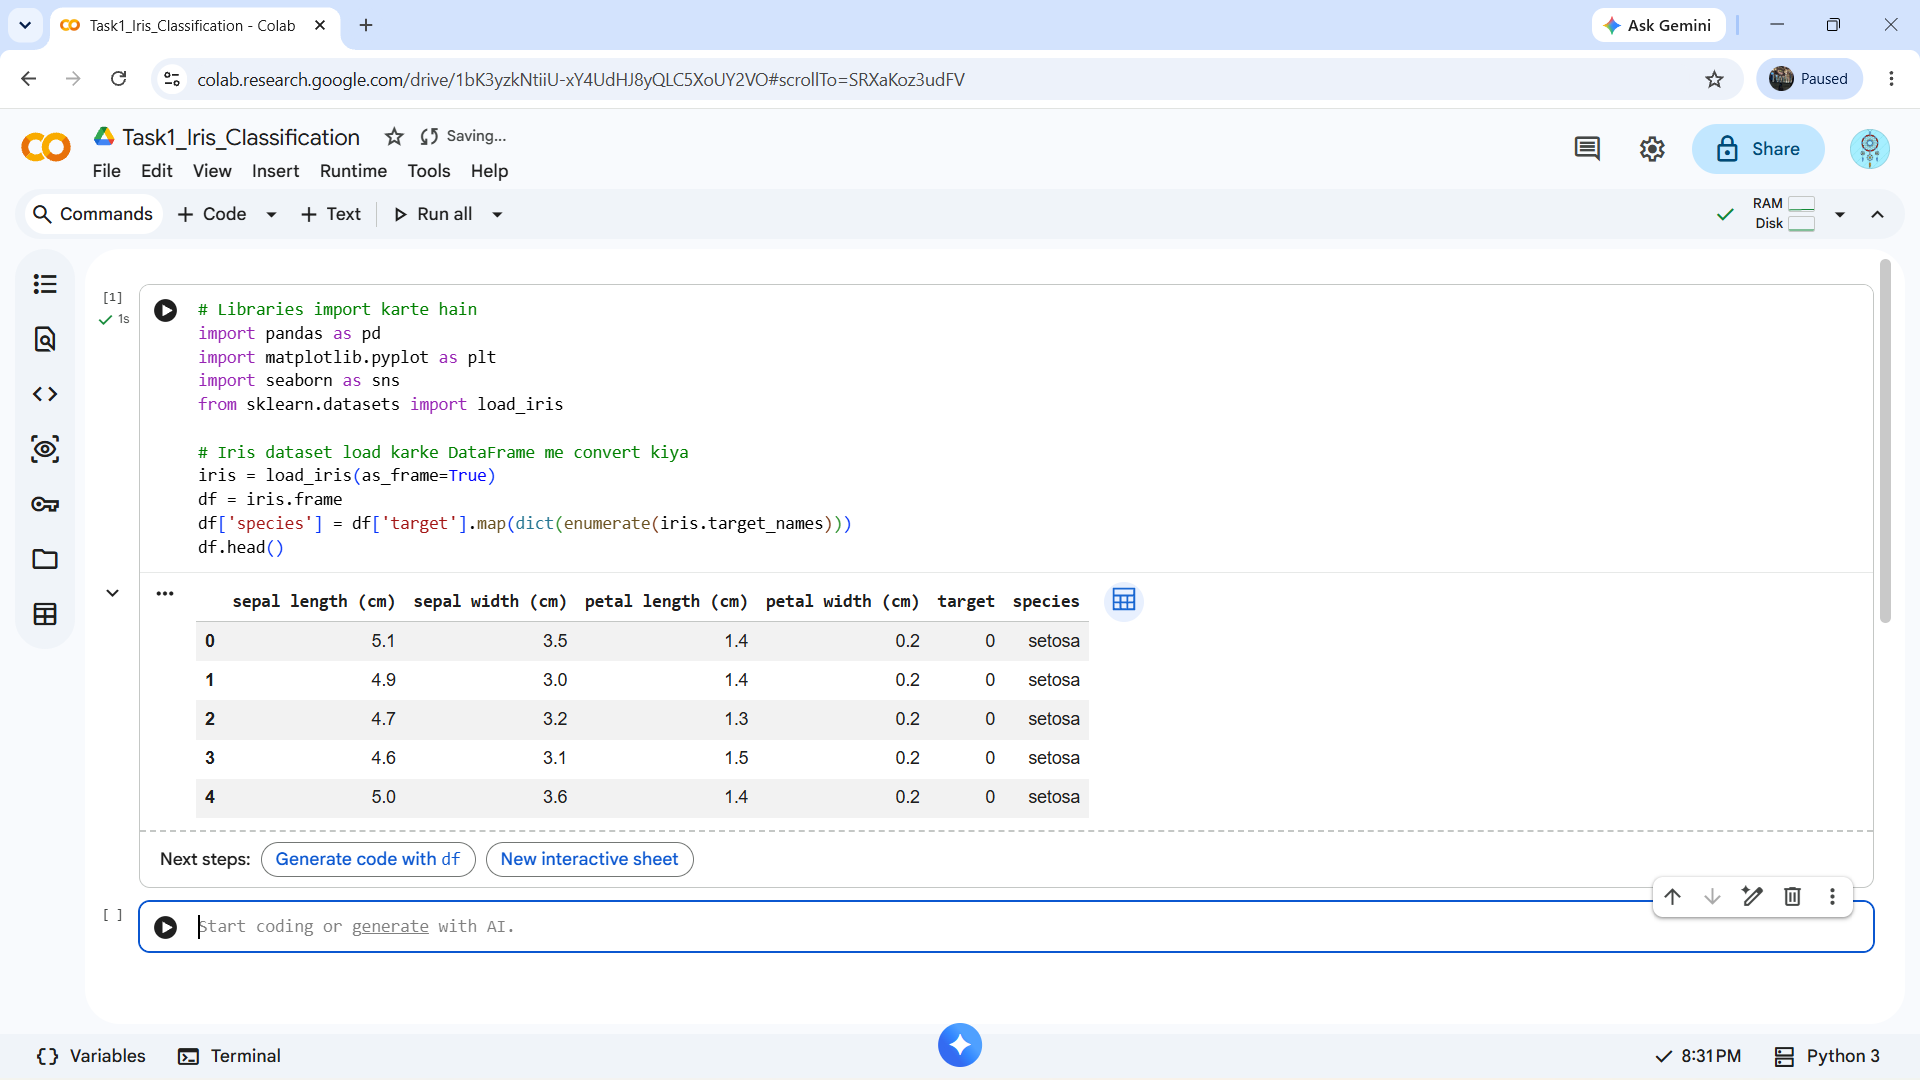 Task1_Iris_Classification - Colab
Ask Gemini
colab.research.google.com/drive/1bK3yzkNtiiU-xY4UdHJ8yQLC5XoUY2VO#scrollTo=SRXaKoz3udFV
Paused
Task1_Iris_Classification Saving...
File Edit View Insert Runtime Tools Help
Share
Commands + Code + Text Run all
RAM
Disk
[1]
1s
# Libraries import karte hain
import pandas as pd
import matplotlib.pyplot as plt
import seaborn as sns
from sklearn.datasets import load_iris
# Iris dataset load karke DataFrame me convert kiya
iris = load_iris(as_frame=True)
df = iris.frame
df['species'] = df['target'].map(dict(enumerate(iris.target_names)))
df.head()
sepal length (cm) sepal width (cm) petal length (cm) petal width (cm) target species
0 5.1 3.5 1.4 0.2 0 setosa
1 4.9 3.0 1.4 0.2 0 setosa
2 4.7 3.2 1.3 0.2 0 setosa
3 4.6 3.1 1.5 0.2 0 setosa
4 5.0 3.6 1.4 0.2 0 setosa
Next steps: Generate code with df New interactive sheet
[ ]
Start coding or generate with AI.
{} Variables Terminal
8:31 PM Python 3